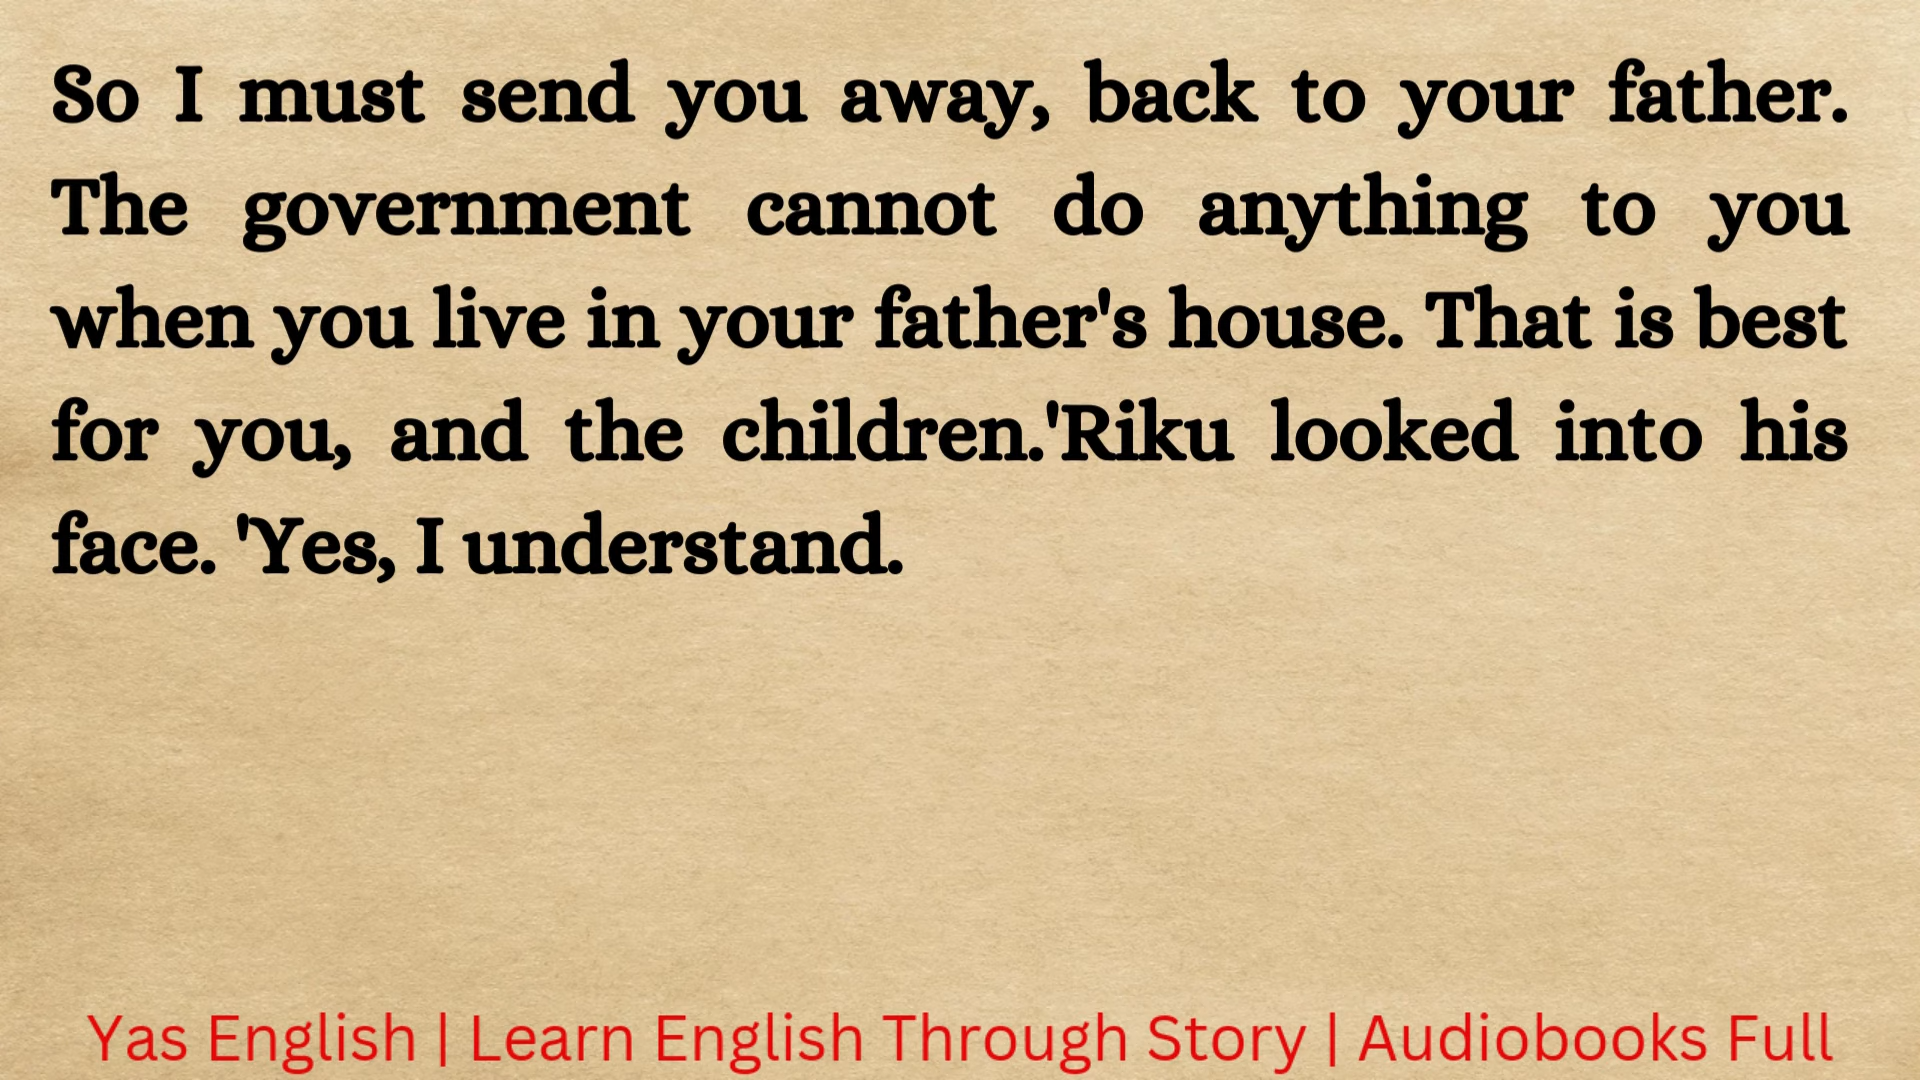 So I must send you away, back to your father.
The government cannot do anything to you
when you live in your father's house. That is best
for you, and the children.'Riku looked into his
face. 'Yes, I understand.
Yas English | Learn English Through Story | Audiobooks Full